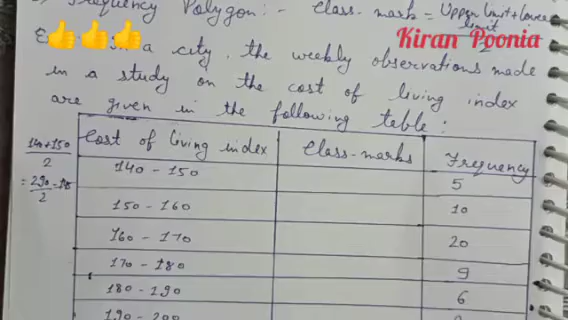 Frequency Polygon:- Class-mark = Upper limit + lower
limit
2
Kiran Poonia
a city, the weekly observations made
in a study on the cost of living index
are given in the following table:
140+150
2
Cost of living index Class-marks Frequency
140 - 150 5
150 - 160 10
160 - 170 20
170 - 180 9
180 - 190 6
190 - 200